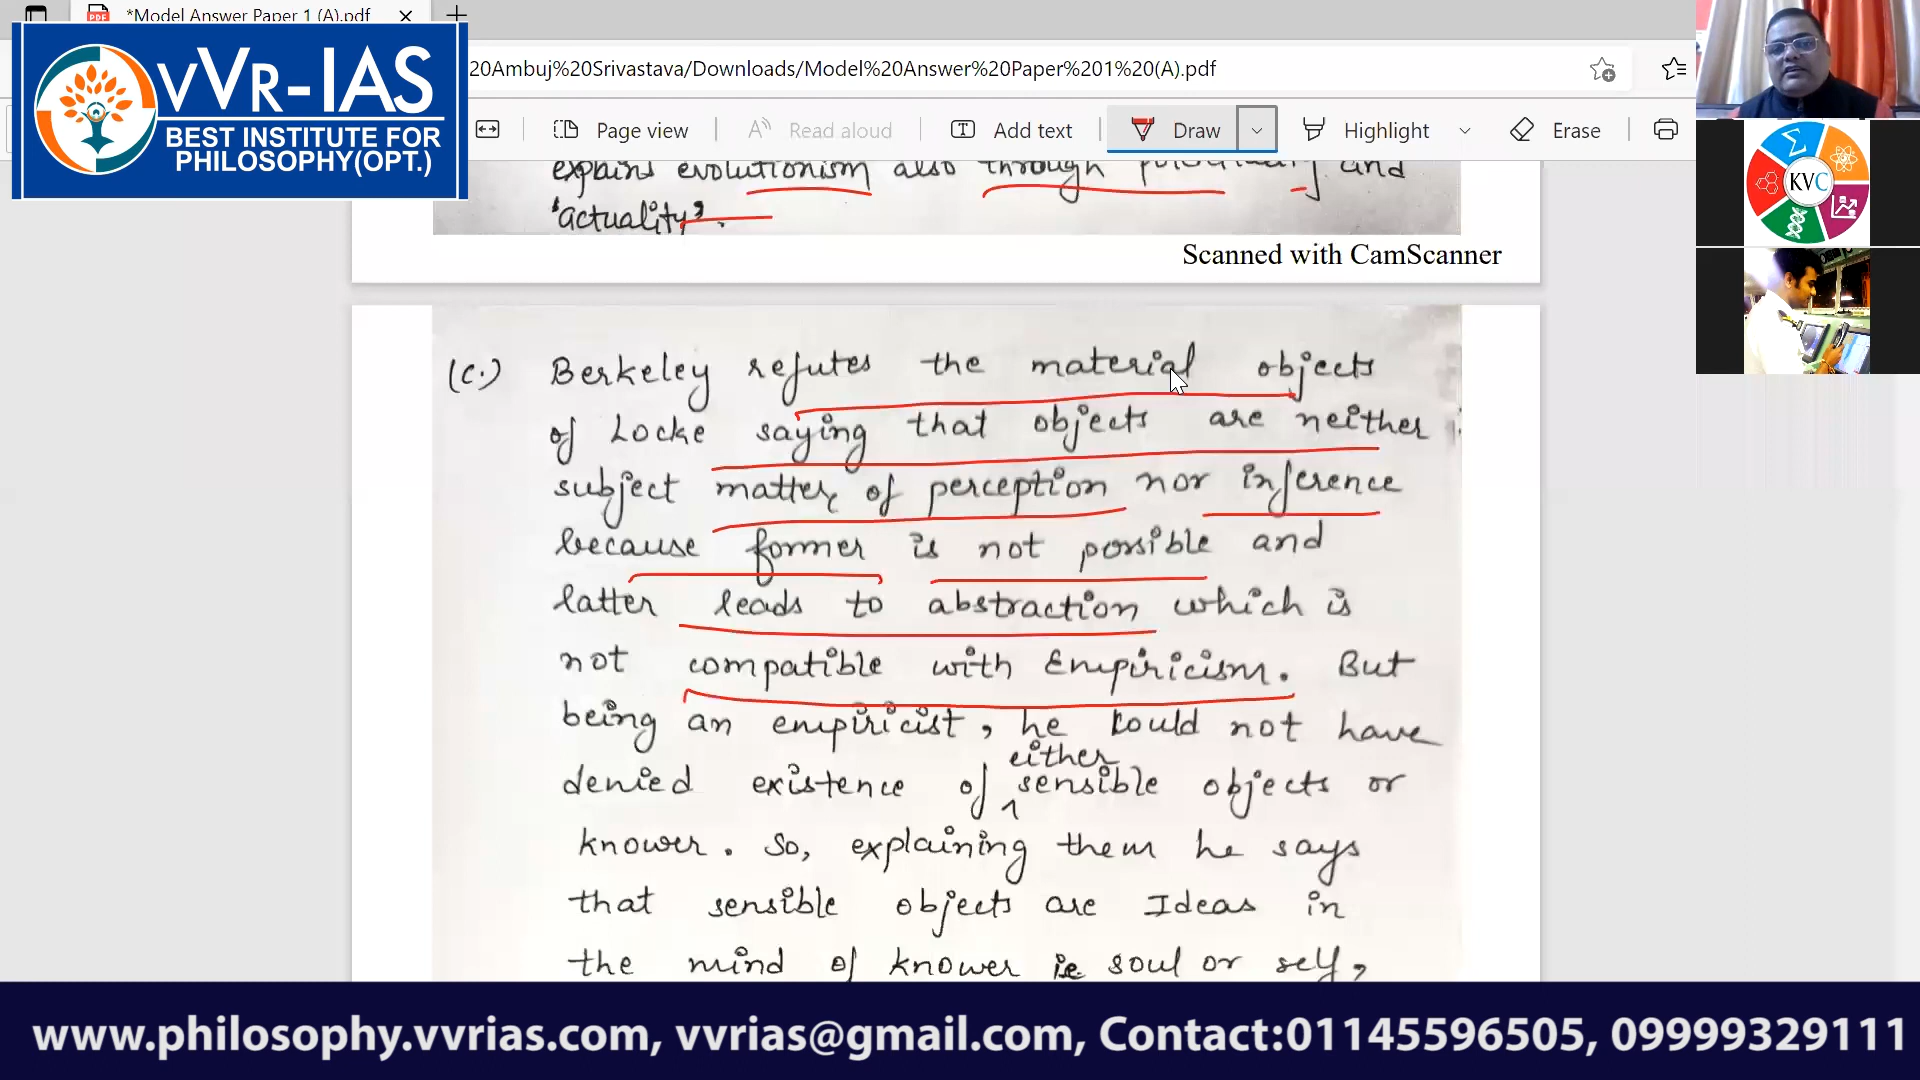 *Model Answer Paper 1 (A).pdf
vVR-IAS
BEST INSTITUTE FOR
PHILOSOPHY(OPT.)
20Ambuj%20Srivastava/Downloads/Model%20Answer%20Paper%201%20(A).pdf
Page view
Read aloud
Add text
Draw
Highlight
Erase
KVC
explains evolutionism also through potentiality and
'actuality'.
Scanned with CamScanner
(C.) Berkeley refutes the material objects
of Locke saying that objects are neither
subject matter of perception nor inference
because former is not possible and
latter leads to abstraction which is
not compatible with Empiricism. But
being an empiricist, he could not have
denied existence of either sensible objects or
knower. So, explaining them he says
that sensible objects are Ideas in
the mind of knower ie soul or self,
www.philosophy.vvrias.com, vvrias@gmail.com, Contact:01145596505, 09999329111